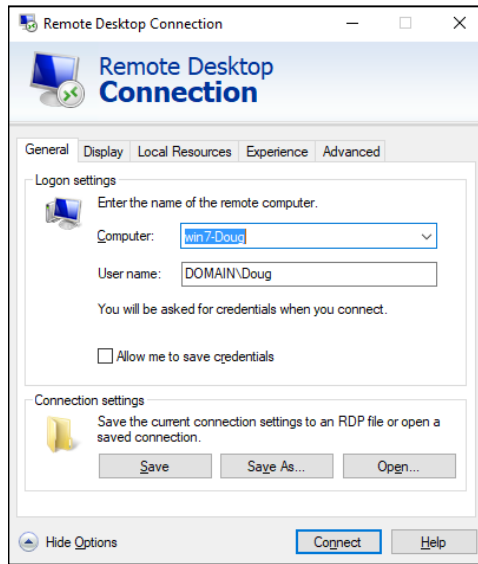 Remote Desktop Connection
Remote Desktop
Connection
General Display Local Resources Experience Advanced
Logon settings
Enter the name of the remote computer.
Computer: win7-Doug
User name: DOMAIN\Doug
You will be asked for credentials when you connect.
Allow me to save credentials
Connection settings
Save the current connection settings to an RDP file or open a
saved connection.
Save Save As... Open...
Hide Options Connect Help